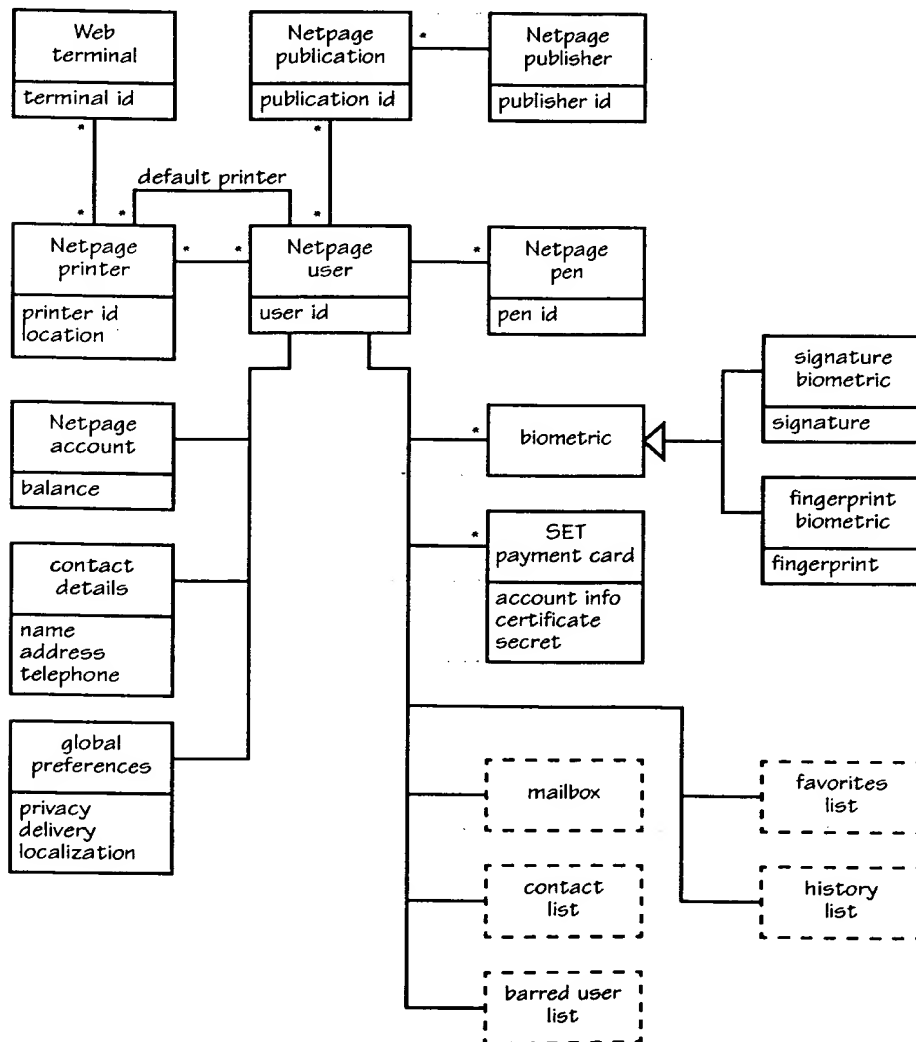 Web
terminal
terminal id
Netpage
publication
publication id
Netpage
publisher
publisher id
*
*
*
default printer
*
*
*
Netpage
printer
printer id
location
*
*
Netpage
user
user id
*
Netpage
pen
pen id
signature
biometric
signature
Netpage
account
balance
*
biometric
fingerprint
biometric
fingerprint
*
SET
payment card
account info
certificate
secret
contact
details
name
address
telephone
global
preferences
privacy
delivery
localization
mailbox
favorites
list
contact
list
history
list
barred user
list